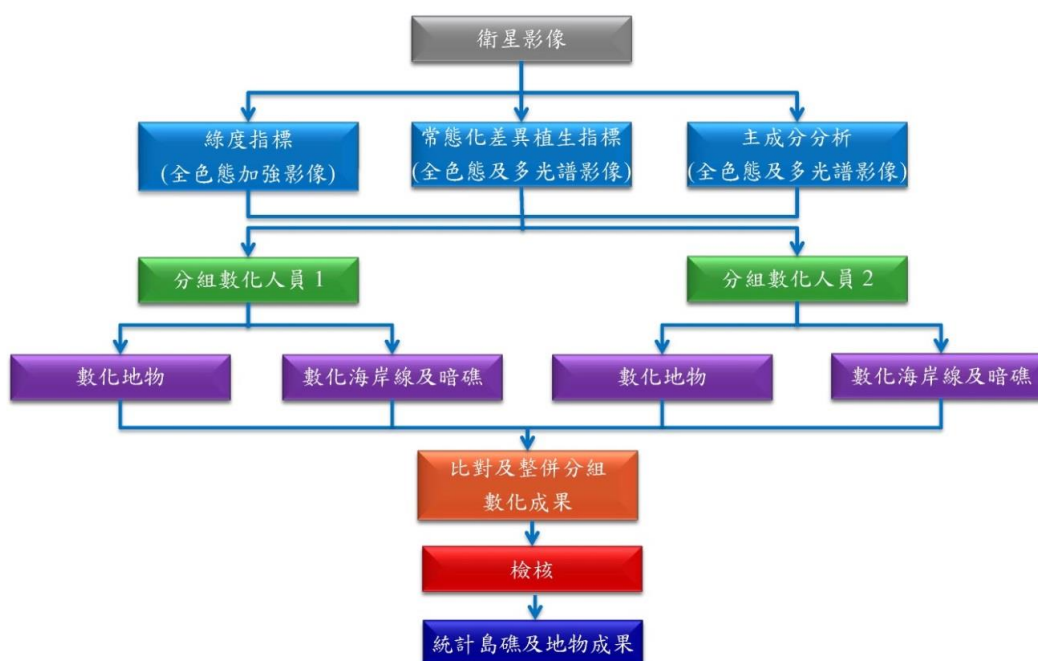 衛星影像
綠度指標
(全色態加強影像)
常態化差異植生指標
(全色態及多光譜影像)
主成分分析
(全色態及多光譜影像)
分組數化人員 1
分組數化人員 2
數化地物
數化海岸線及暗礁
數化地物
數化海岸線及暗礁
比對及整併分組
數化成果
檢核
統計島礁及地物成果